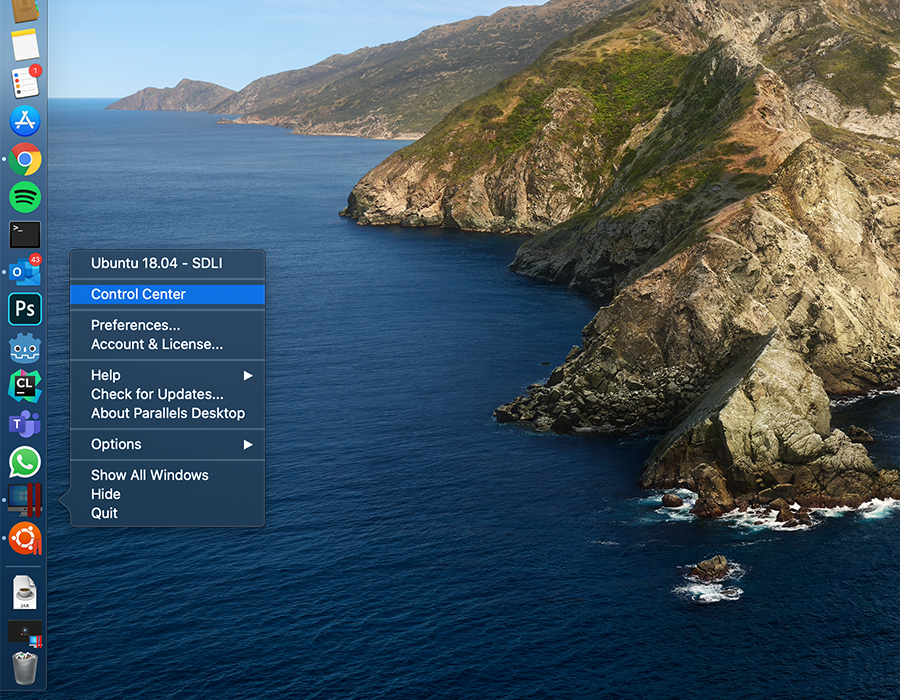 1
>_
Ubuntu 18.04 - SDLI
43
O
Control Center
Ps
Preferences...
Account & License...
Help
CL
Check for Updates...
About Parallels Desktop
T
Options
Show All Windows
Hide
Quit
JAR